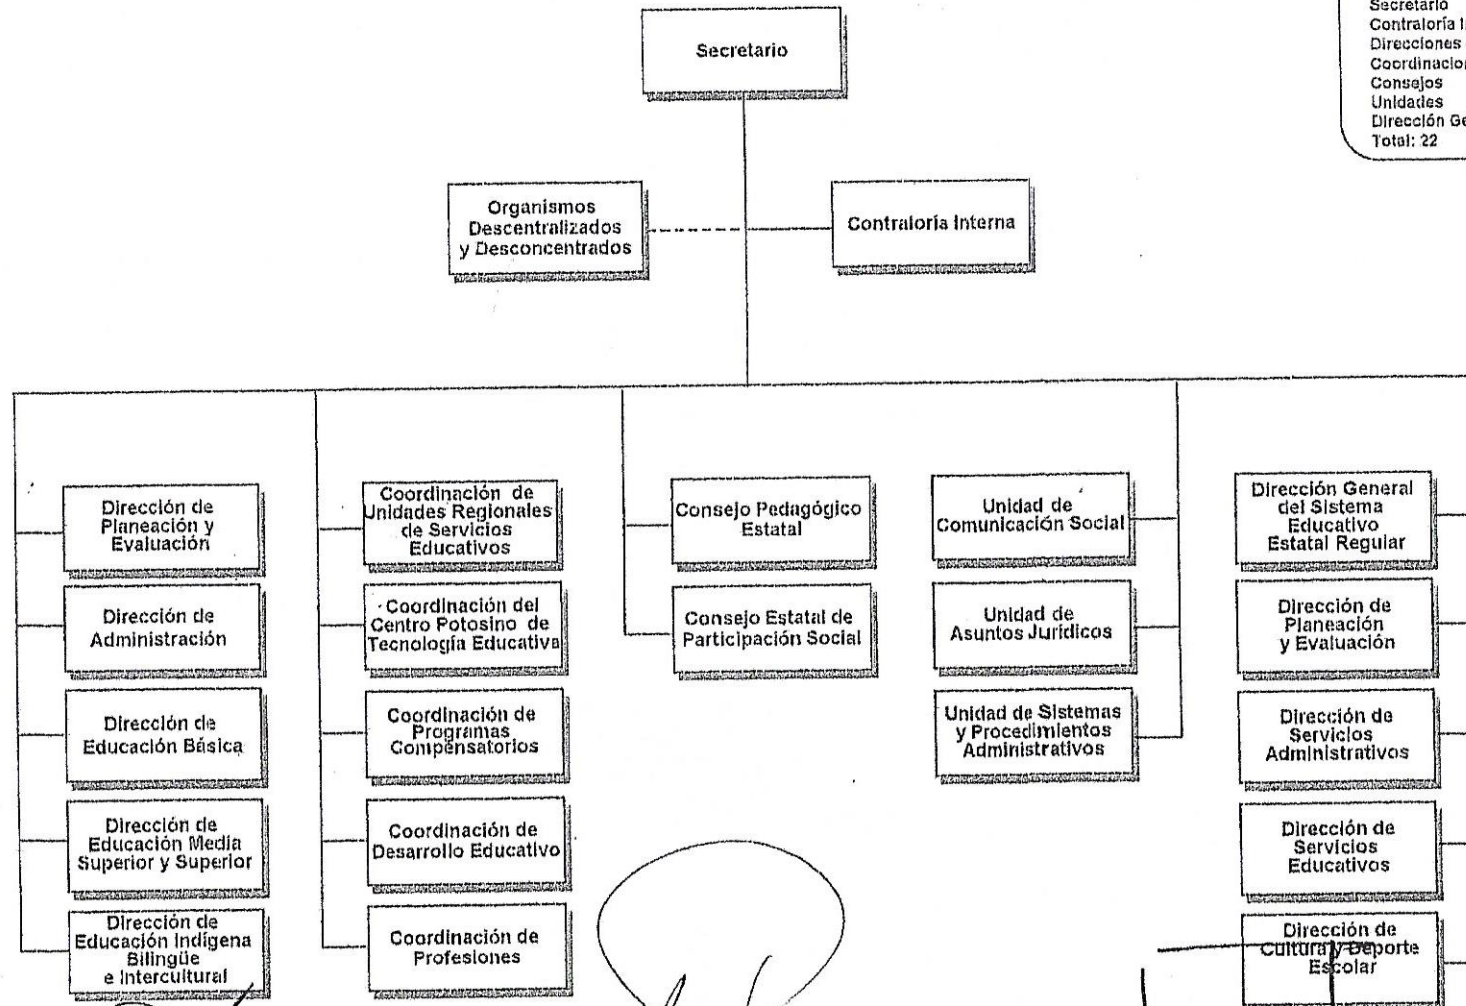 Secretario
Secretario
Contraloría
Direcciones
Consejos
Unidades
Dirección
Total: 22
Organismos
Descentralizados
y Desconcentrados
Contraloría Interna
Dirección de
Planeación y
Evaluación
Dirección de
Administración
Dirección de
Educación Básica
Dirección de
Educación Media
Superior y Superior
Dirección de
Educación Indígena
Bilingüe
e Intercultural
Coordinación de
Unidades Regionales
de Servicios
Educativos
Coordinación del
Centro Potosino de
Tecnología Educativa
Coordinación de
Programas
Compensatorios
Coordinación de
Desarrollo Educativo
Coordinación de
Profesiones
Consejo Pedagógico
Estatal
Consejo Estatal de
Participación Social
Unidad de
Comunicación Social
Unidad de
Asuntos Jurídicos
Unidad de Sistemas
y Procedimientos
Administrativos
Dirección General
del Sistema
Educativo
Estatal Regular
Dirección de
Planeación
y Evaluación
Dirección de
Servicios
Administrativos
Dirección de
Servicios
Educativos
Dirección de
Cultura y Deporte
Escolar